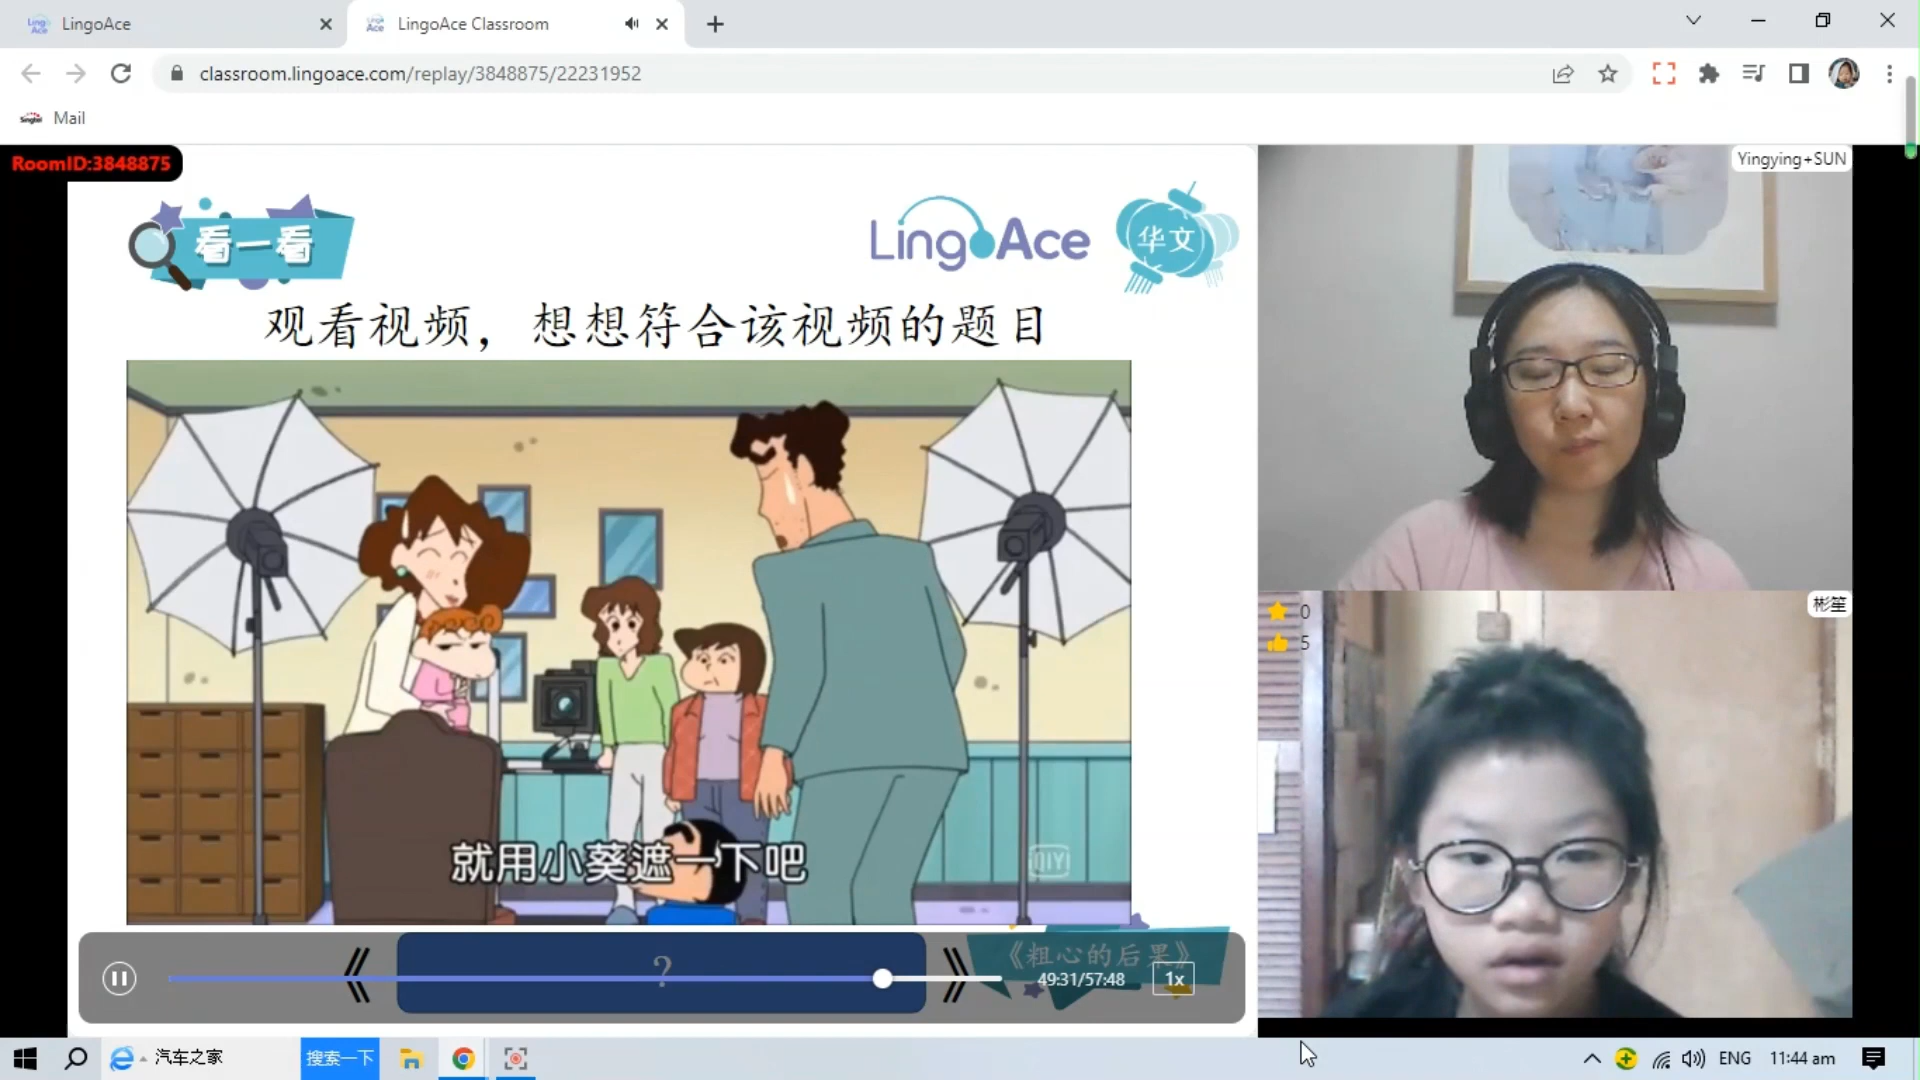 LingoAce
LingoAce Classroom
classroom.lingoace.com/replay/3848875/22231952
Singtel Mail
RoomID:3848875
看一看
LingoAce
华文
观看视频，想想符合该视频的题目
就用小葵遮一下吧
QIY
《 ? 》
《粗心的后果》
49:31/57:48
1x
Yingying+SUN
彬笙
0
5
汽车之家
搜索一下
ENG
11:44 am